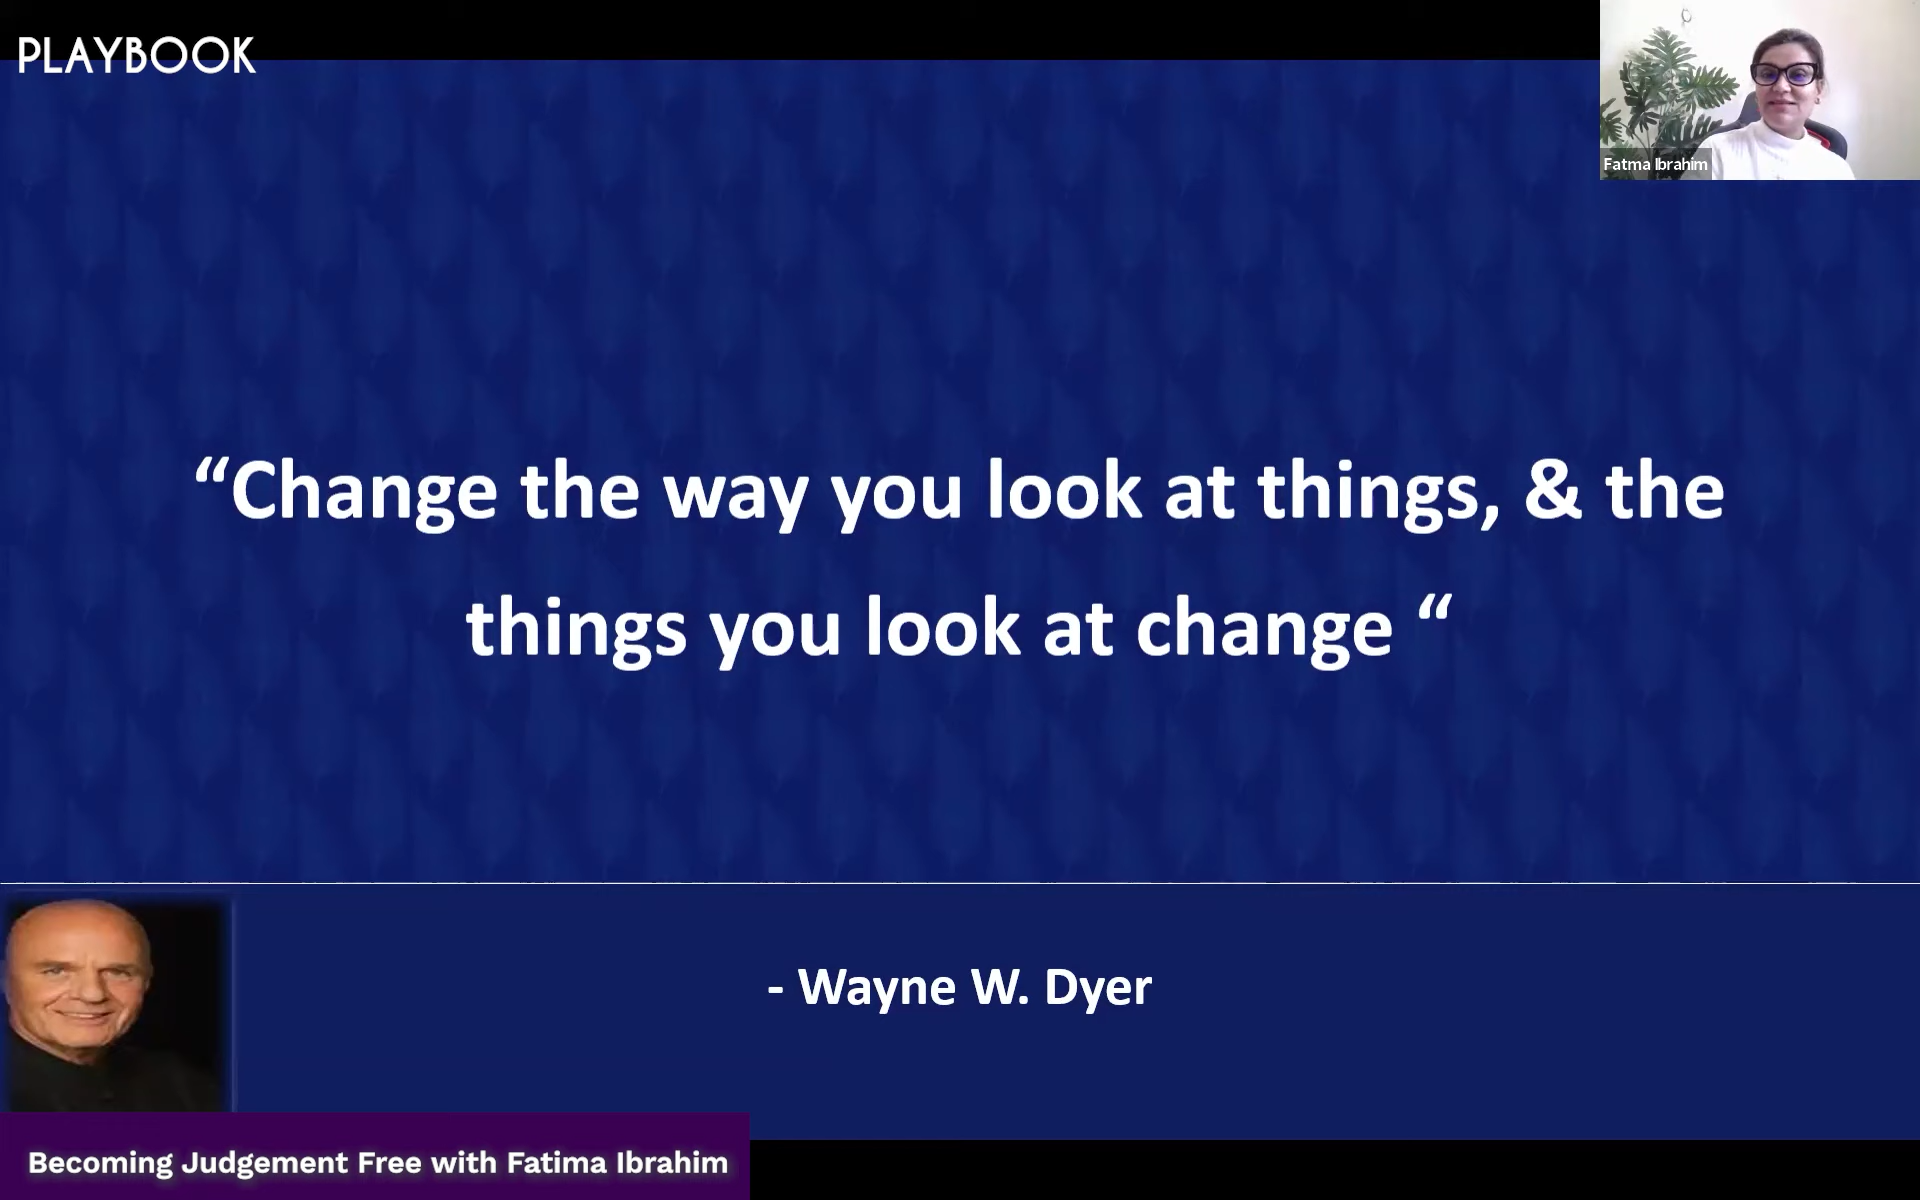 PLAYBOOK
Fatma Ibrahim
“Change the way you look at things, & the
things you look at change “
- Wayne W. Dyer
Becoming Judgement Free with Fatima Ibrahim